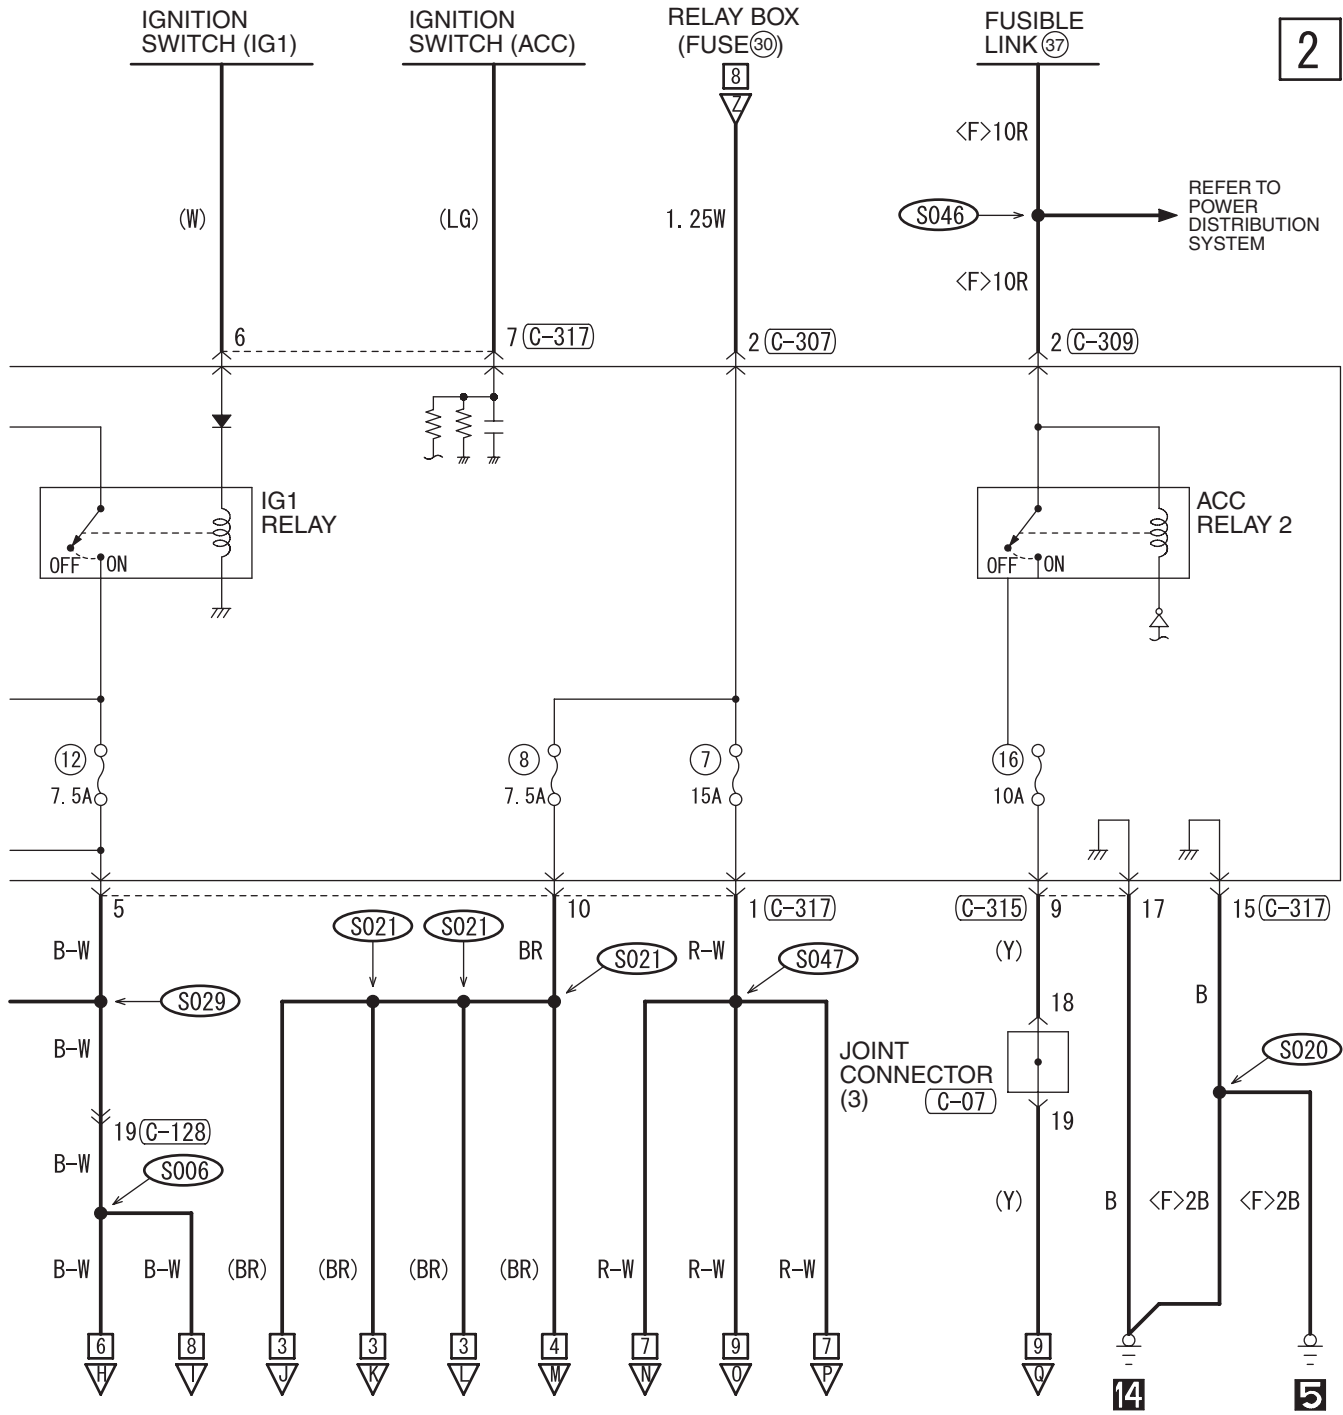 IGNITION
SWITCH (IG1)
IGNITION
SWITCH (ACC)
RELAY BOX
(FUSE㉚)
FUSIBLE
LINK㊲
2
8
Z
<F>10R
(W)
(LG)
1.25W
S046
REFER TO
POWER
DISTRIBUTION
SYSTEM
<F>10R
6
7 C-317
2 C-307
2 C-309
IG1
RELAY
OFF ON
ACC
RELAY 2
OFF ON
12
7.5A
8
7.5A
7
15A
16
10A
5
10
1 C-317
C-315 9
17
15 C-317
B-W
S021
S021
BR
S021
R-W
S047
(Y)
S029
18
B
B-W
JOINT
CONNECTOR
(3)
C-07
S020
19
19 C-128
B-W
S006
(Y)
B
<F>2B
<F>2B
B-W
B-W
(BR)
(BR)
(BR)
(BR)
R-W
R-W
R-W
6
8
3
3
3
4
7
9
7
9
H
I
J
K
L
M
N
O
P
Q
14
5